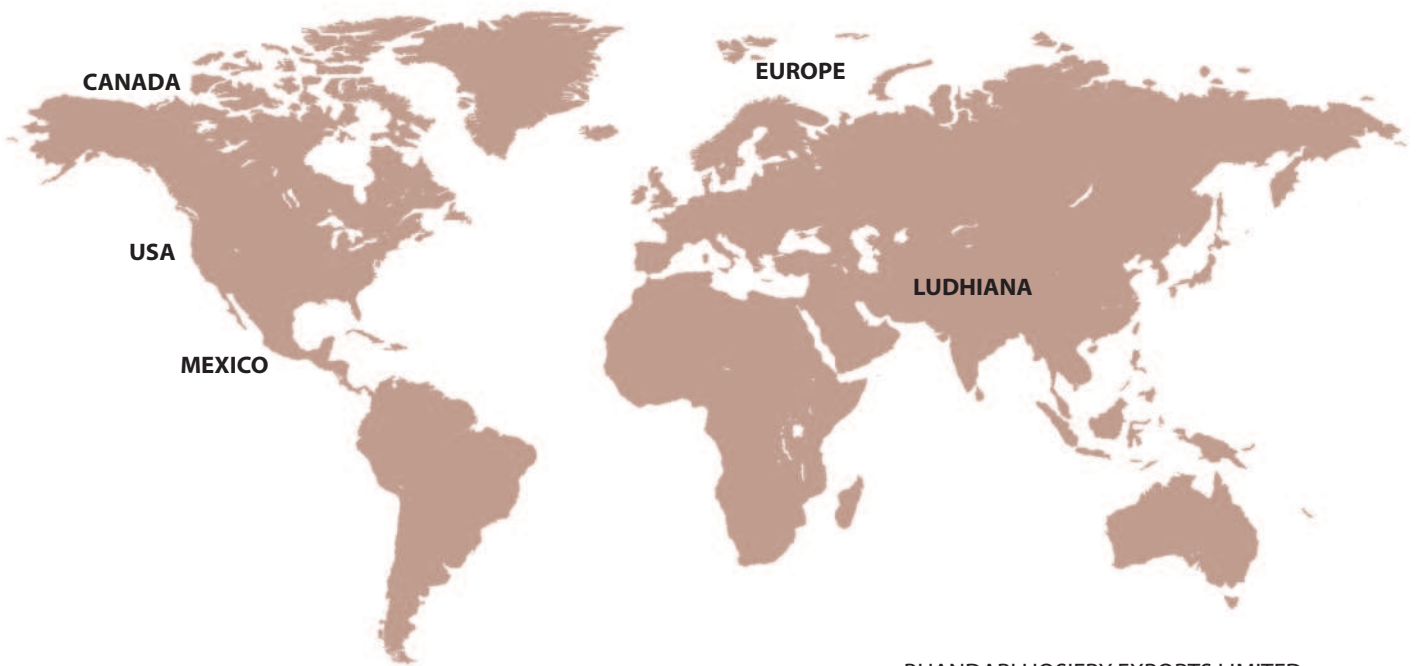 CANADA
EUROPE
USA
LUDHIANA
MEXICO
BHANDARI HOSIERY EXPORTS LIMITED